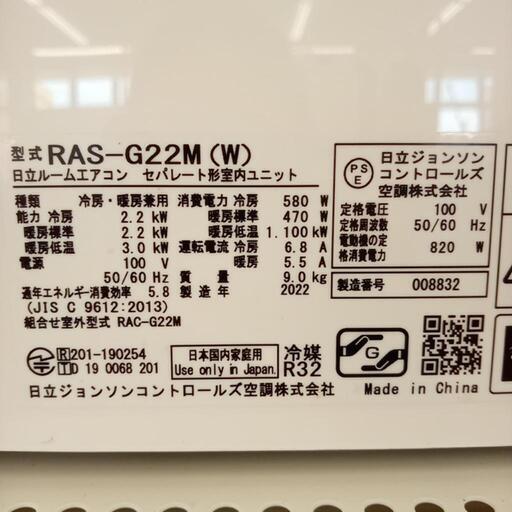 型式 RAS-G22M(W)
日立ルームエアコン セパレート形室内ユニット
種類 冷房・暖房兼用 消費電力 冷房 580 W
能力 冷房 2.2 kW 暖房標準 470 W
暖房標準 2.2 kW 暖房低温 1.100 kW
暖房低温 3.0 kW 運転電流 冷房 6.8 A
電源 100 V 暖房 5.5 A
50/60 Hz 質量 9.0 kg
通年エネルギー消費効率 5.8 製造年 2022
(JIS C 9612:2013)
組合せ室外型式 RAC-G22M
R 201-190254
T D 19 0068 201
日本国内家庭用
Use only in Japan.
冷媒
R32
日立ジョンソンコントロールズ空調株式会社
PS
E
日立ジョンソン
コントロールズ
空調株式会社
定格電圧 100 V
定格周波数 50/60 Hz
電動機の定格消費電力 820 W
製造番号 008832
G
Made in China